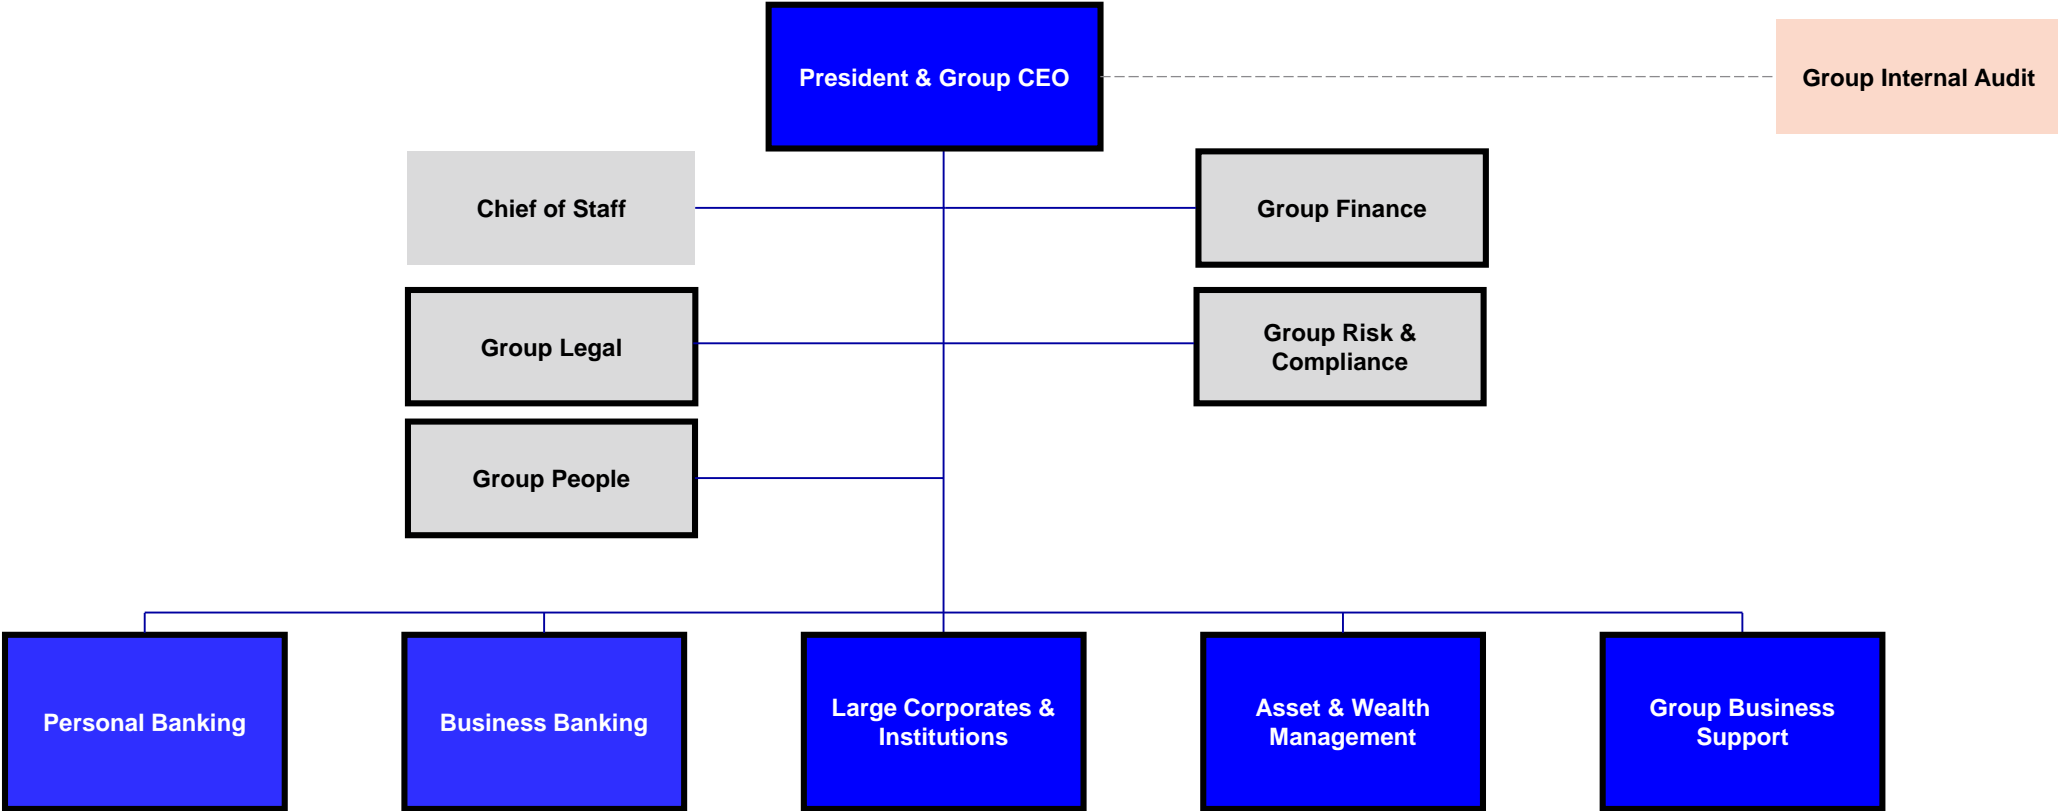 President & Group CEO
Group Internal Audit
Chief of Staff
Group Finance
Group Legal
Group Risk &
Compliance
Group People
Personal Banking
Business Banking
Large Corporates &
Institutions
Asset & Wealth
Management
Group Business
Support